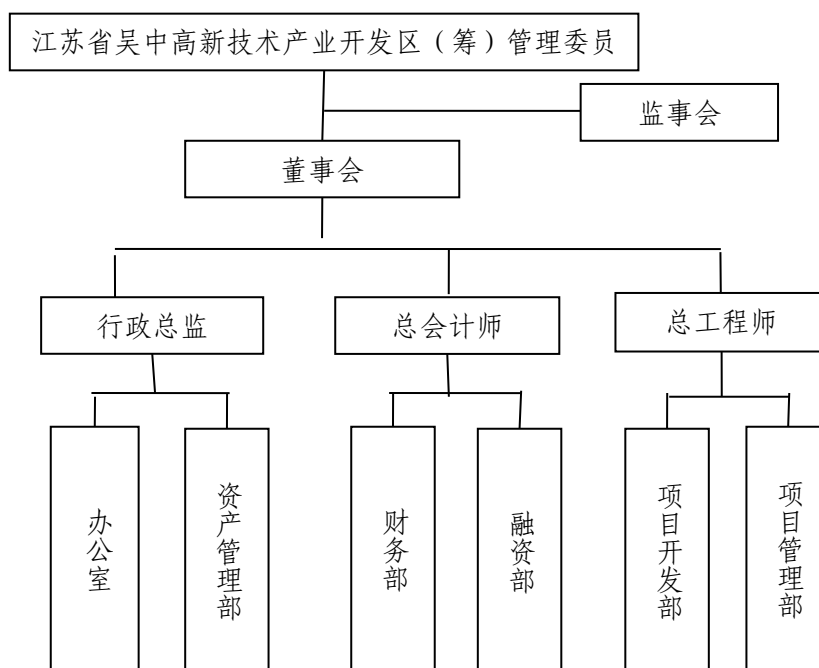 江苏省吴中高新技术产业开发区（筹）管理委员
监事会
董事会
行政总监
总会计师
总工程师
办公室
资产管理部
财务部
融资部
项目开发部
项目管理部